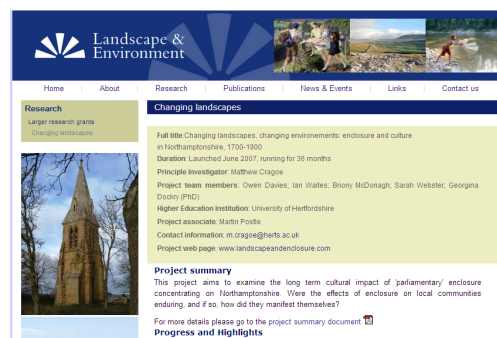 Landscape &
Environment
Home | About | Research | Publications | News & Events | Links | Contact us
Research
Larger research grants
Changing landscapes
Changing landscapes
Full title:Changing landscapes, changing environements: enclosure and culture
in Northamptonshire, 1700-1900
Duration: Launched June 2007, running for 36 months
Principle Investigator: Matthew Cragoe
Project team members: Owen Davies; Ian Waites; Briony McDonagh; Sarah Webster; Georgina
Dockry (PhD)
Higher Education Institution: University of Hertfordshire
Project associate: Martin Postle
Contact information: m.cragoe@herts.ac.uk
Project web page: www.landscapeandenclosure.com
Project summary
This project aims to examine the long term cultural impact of 'parliamentary' enclosure
concentrating on Northamptonshire. Were the effects of enclosure on local communities
enduring, and if so, how did they manifest themselves?
For more details please go to the project summary document
Progress and Highlights